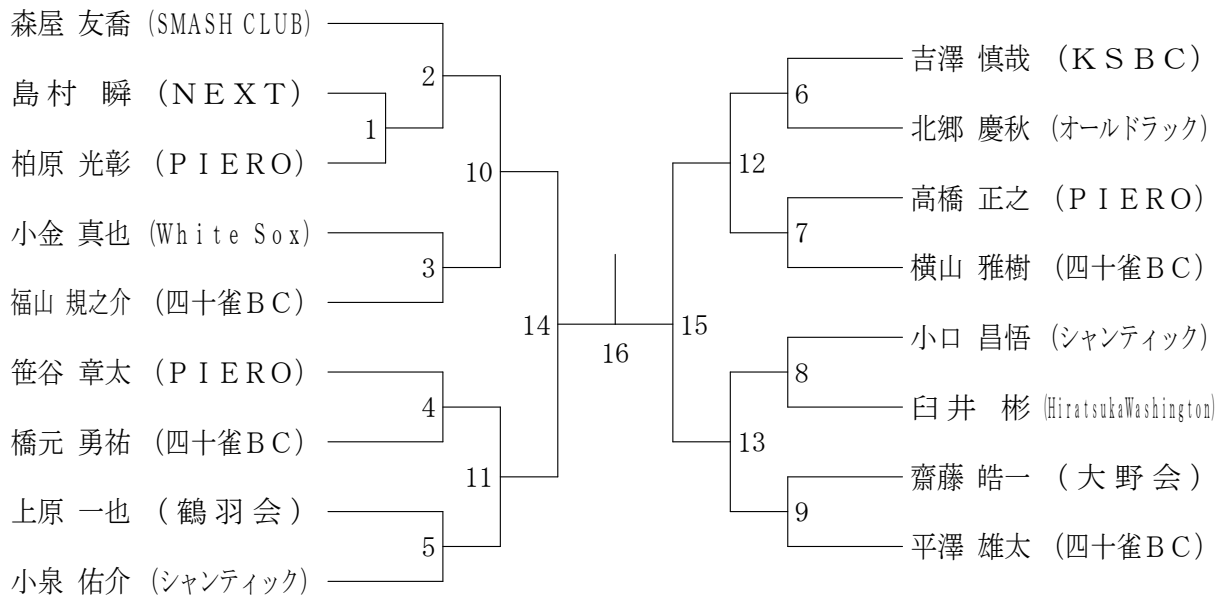 森屋 友喬 (SMASH CLUB)
島村 瞬 (ＮＥＸＴ)
柏原 光彰 (ＰＩＥＲＯ)
小金 真也 (White Sox)
福山 規之介 (四十雀ＢＣ)
笹谷 章太 (ＰＩＥＲＯ)
橋元 勇祐 (四十雀ＢＣ)
上原 一也 (鶴羽会)
小泉 佑介 (シャンティック)
1
2
3
4
5
10
11
14
16
15
12
13
6
7
8
9
吉澤 慎哉 (ＫＳＢＣ)
北郷 慶秋 (オールドラック)
高橋 正之 (ＰＩＥＲＯ)
横山 雅樹 (四十雀ＢＣ)
小口 昌悟 (シャンティック)
臼井 彬 (HiratsukaWashington)
齋藤 皓一 (大野会)
平澤 雄太 (四十雀ＢＣ)